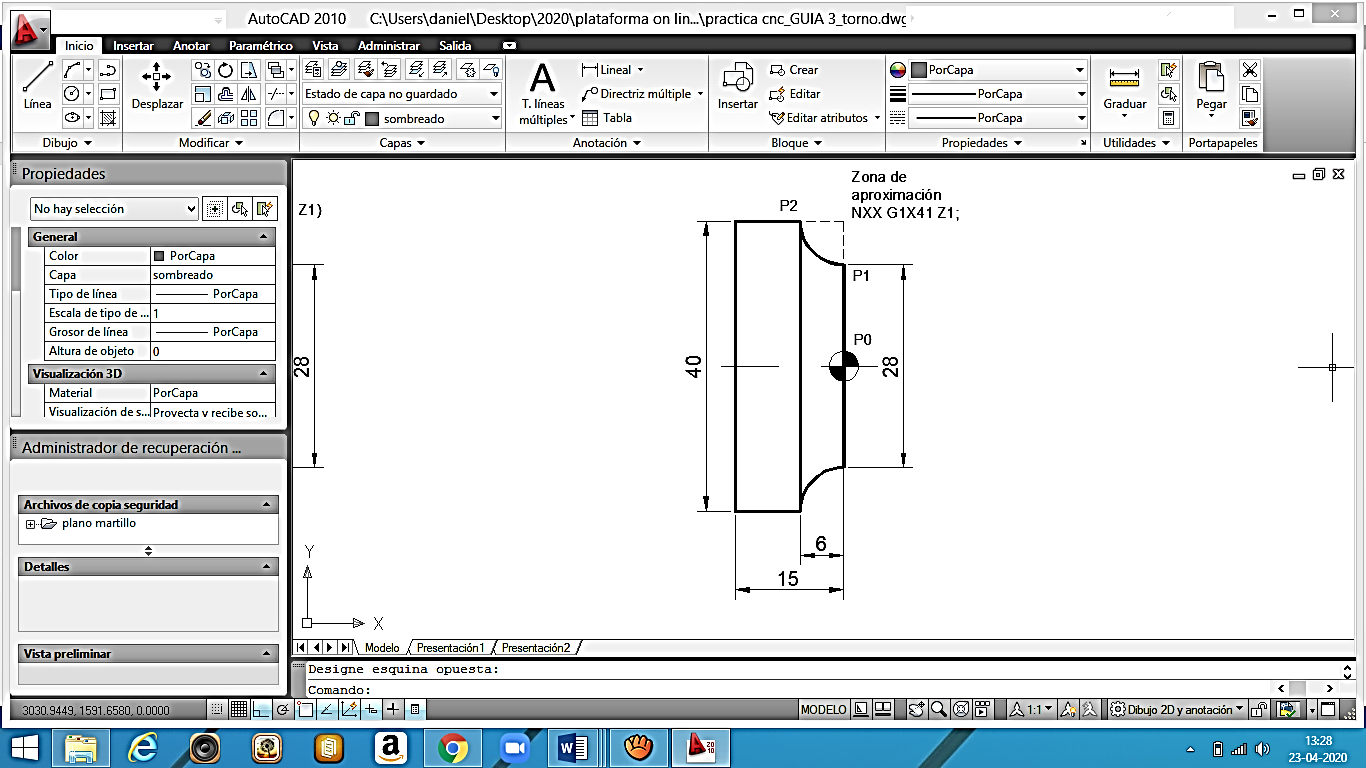 AutoCAD 2010 C:\Users\daniel\Desktop\2020\plataforma on lin...\practica cnc_GUIA 3_torno.dwg
Inicio Insertar Anotar Paramétrico Vista Administrar Salida
Línea
Desplazar
Estado de capa no guardado
sombreado
T. líneas
múltiples
Lineal
Directriz múltiple
Tabla
Insertar
Crear
Editar
Editar atributos
PorCapa
PorCapa
PorCapa
Graduar
Pegar
Dibujo Modificar Capas Anotación Bloque Propiedades Utilidades Portapapeles
Propiedades
No hay selección
General
Color PorCapa
Capa sombreado
Tipo de línea PorCapa
Escala de tipo de ... 1
Grosor de línea PorCapa
Altura de objeto 0
Visualización 3D
Material PorCapa
Visualización de s... Proyecta y recibe so...
Administrador de recuperación ...
Archivos de copia seguridad
plano martillo
Detalles
Vista preliminar
Z1)
28
Zona de
aproximación
NXX G1X41 Z1;
P2
P1
P0
40
28
6
15
Y
X
Modelo Presentación1 Presentación2
Designe esquina opuesta:
Comando:
3030.9449, 1591.6580, 0.0000
MODELO
1:1
Dibujo 2D y anotación
13:28
23-04-2020